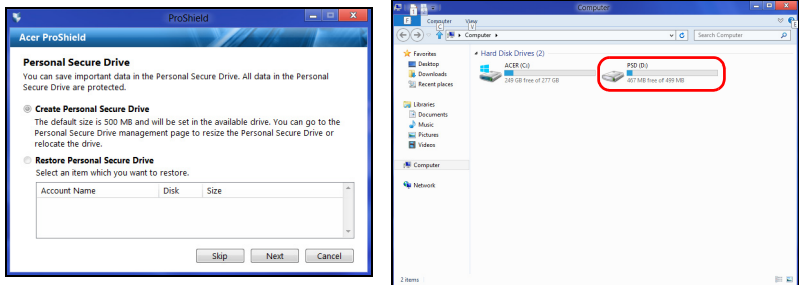 ProShield
Acer ProShield
Personal Secure Drive
You can save important data in the Personal Secure Drive. All data in the Personal
Secure Drive are protected.
Create Personal Secure Drive
The default size is 500 MB and will be set in the available drive. You can go to the
Personal Secure Drive management page to resize the Personal Secure Drive or
relocate the drive.
Restore Personal Secure Drive
Select an item which you want to restore.
Account Name Disk Size
Skip Next Cancel
Computer
F Computer View
C V E
Computer
Search Computer
Favorites
Desktop
Downloads
Recent places
Libraries
Documents
Music
Pictures
Videos
Computer
Network
Hard Disk Drives (2)
ACER (C:)
249 GB free of 277 GB
PSD (D:)
467 MB free of 499 MB
2 items